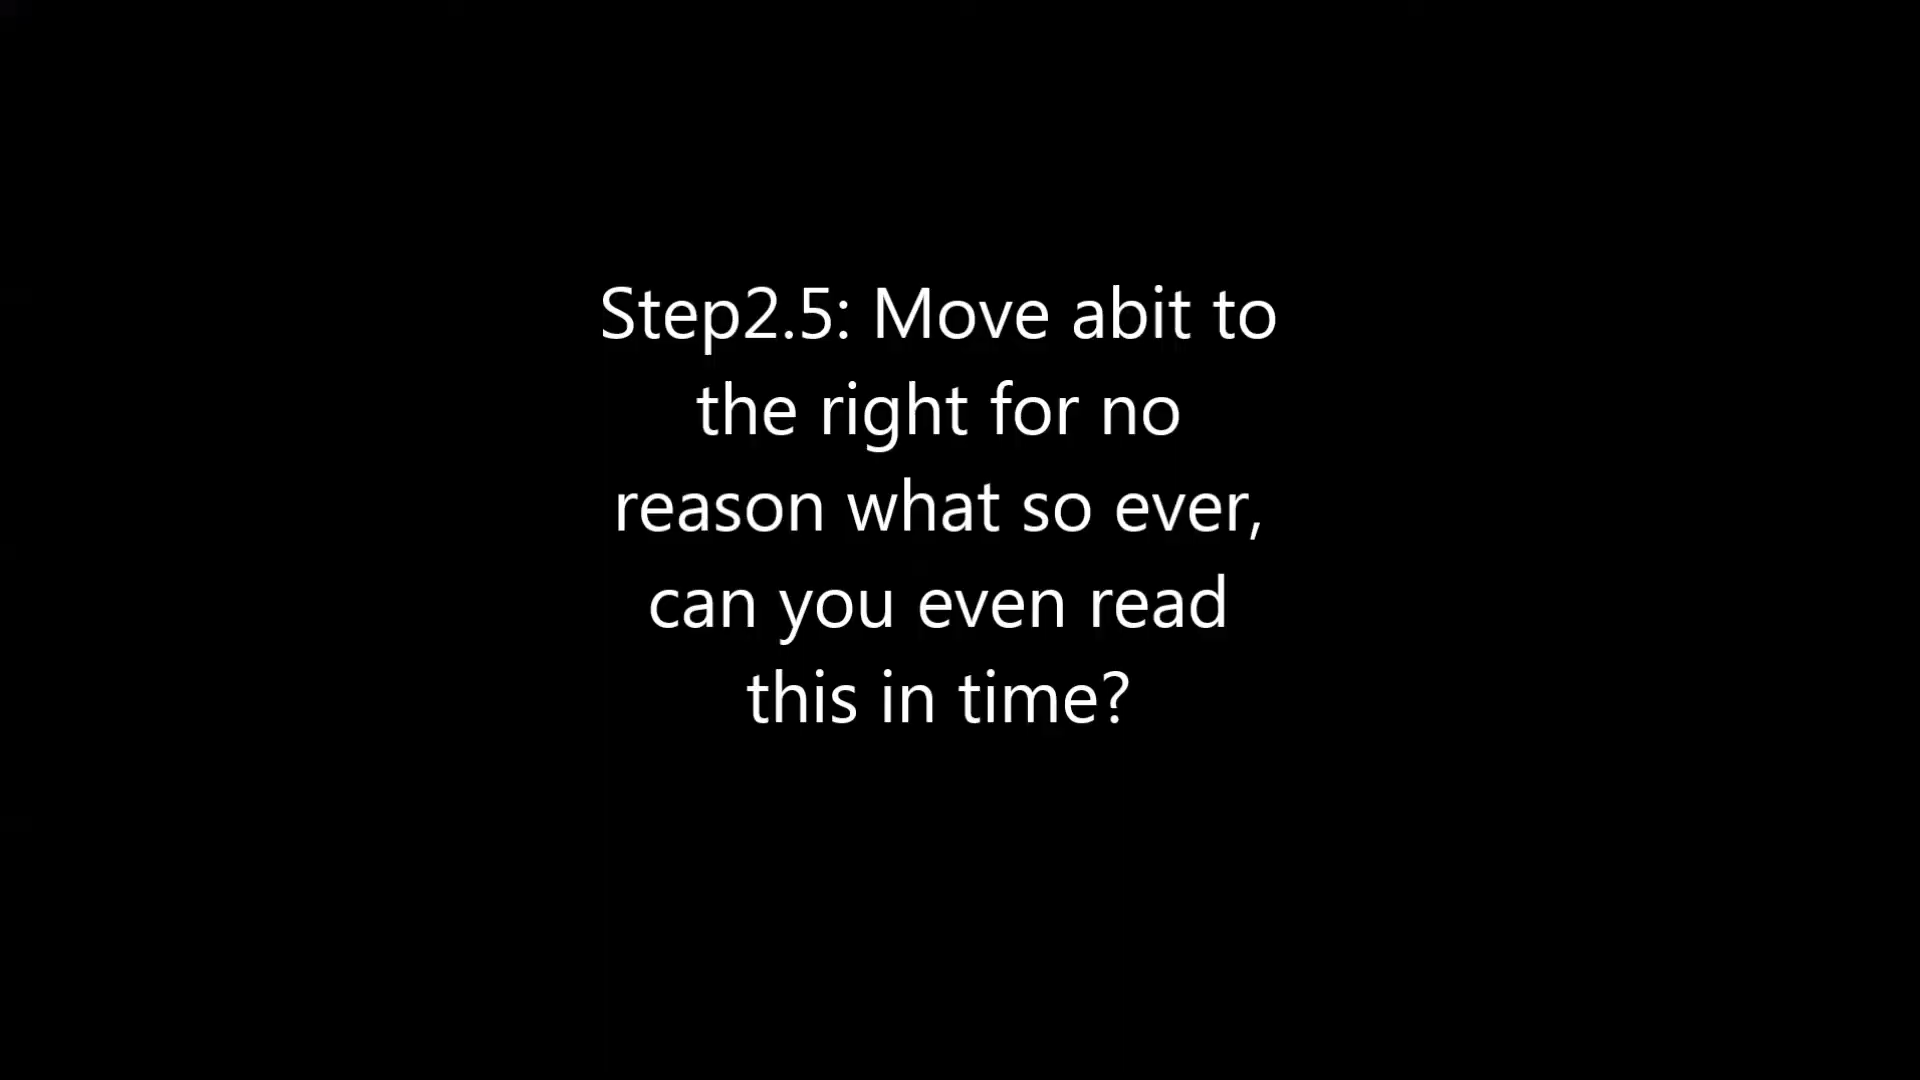 Step2.5: Move abit to
the right for no
reason what so ever,
can you even read
this in time?